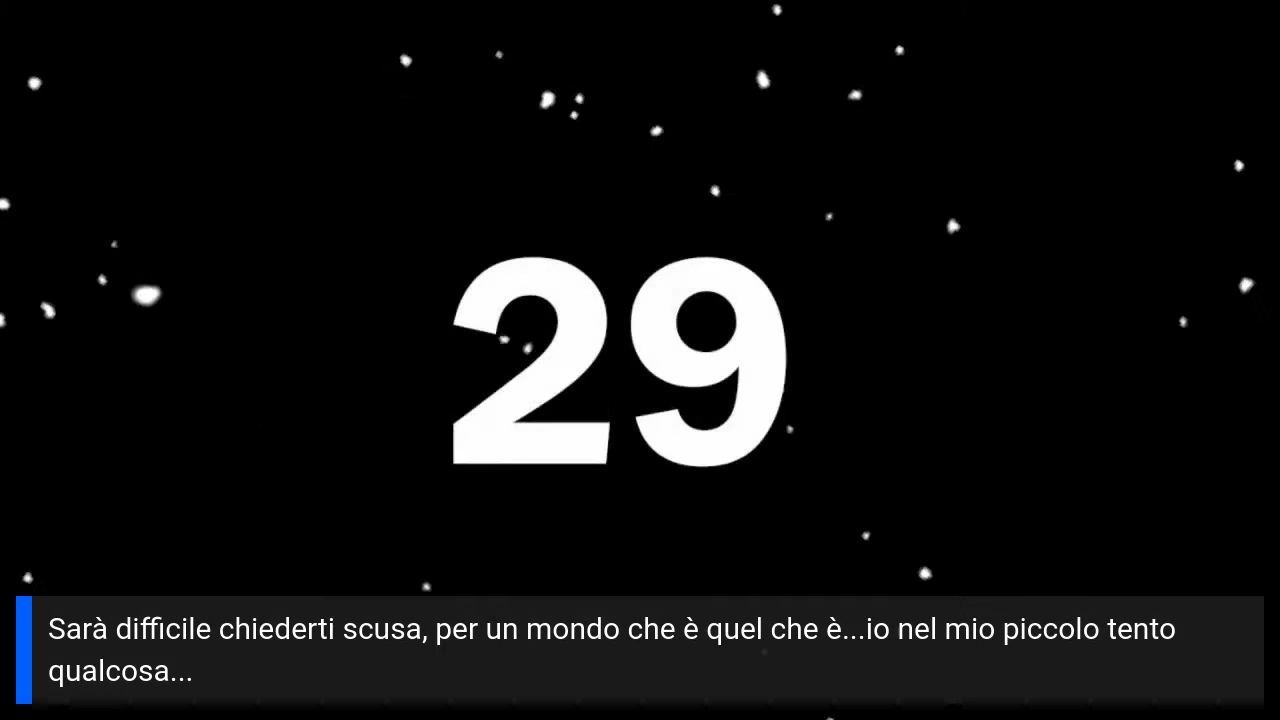 29
Sarà difficile chiederti scusa, per un mondo che è quel che è...io nel mio piccolo tento
qualcosa...